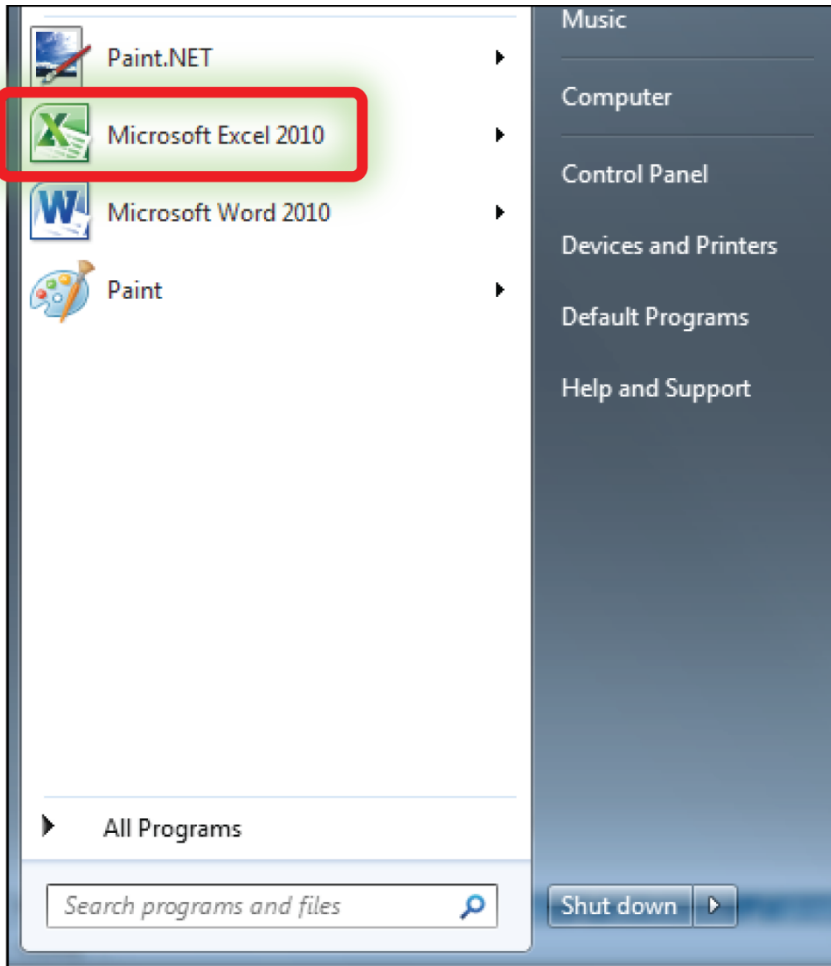 Paint.NET
Microsoft Excel 2010
Microsoft Word 2010
Paint
All Programs
Search programs and files
Music
Computer
Control Panel
Devices and Printers
Default Programs
Help and Support
Shut down